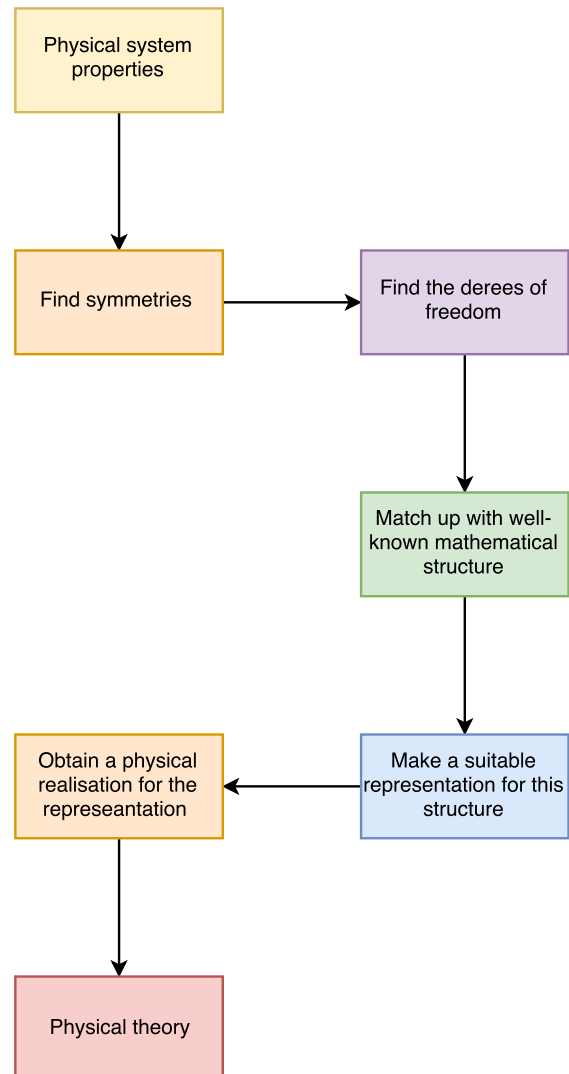 Physical system
properties
Find symmetries
Find the derees of
freedom
Match up with well-
known mathematical
structure
Make a suitable
representation for this
structure
Obtain a physical
realisation for the
represeantation
Physical theory